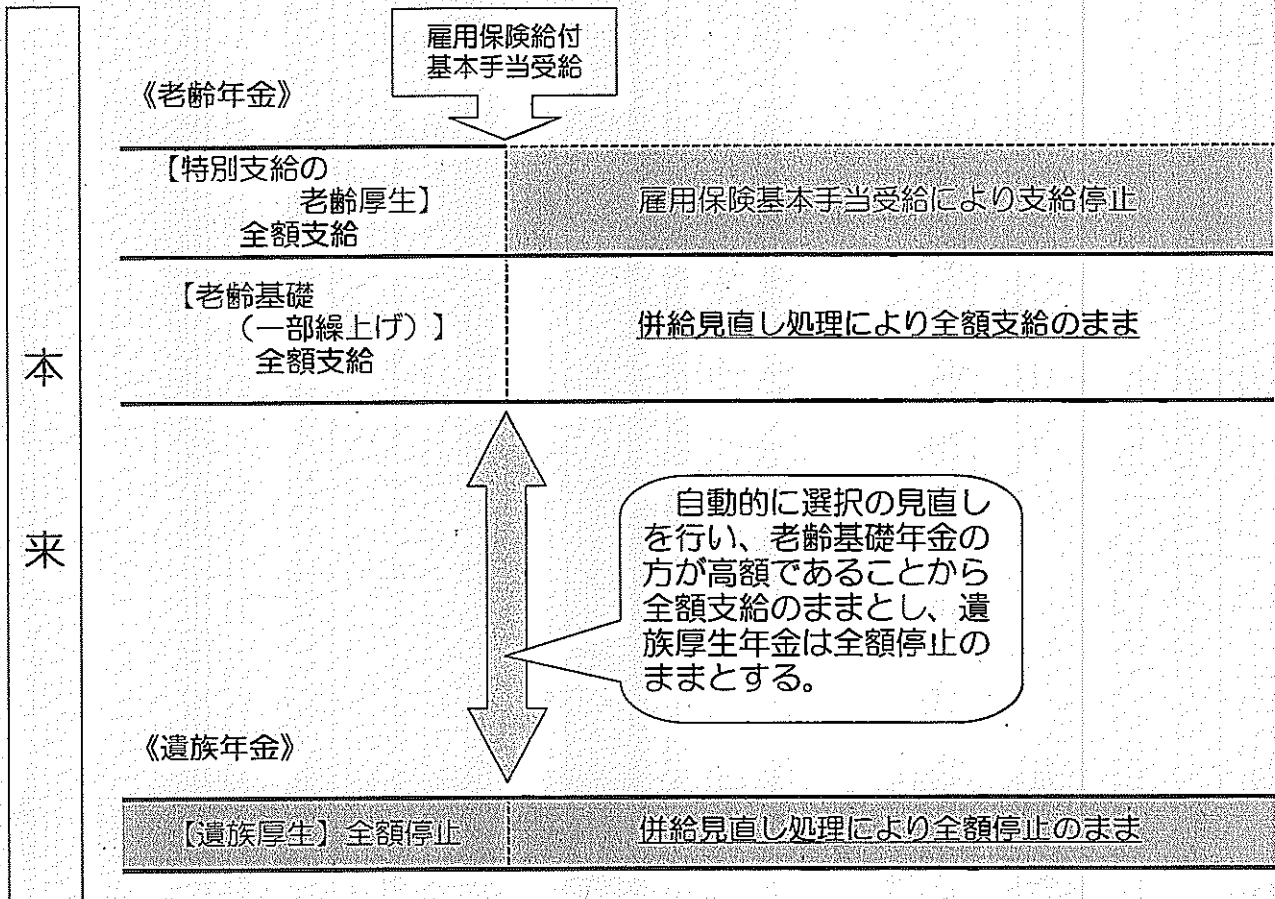 本来
雇用保険給付
基本手当受給
《老齢年金》
【特別支給の
老齢厚生】
全額支給
雇用保険基本手当受給により支給停止
【老齢基礎
(一部繰上げ)】
全額支給
併給見直し処理により全額支給のまま
自動的に選択の見直し
を行い、老齢基礎年金の
方が高額であることから
全額支給のままとし、遺
族厚生年金は全額停止の
ままとする。
《遺族年金》
【遺族厚生】全額停止
併給見直し処理により全額停止のまま